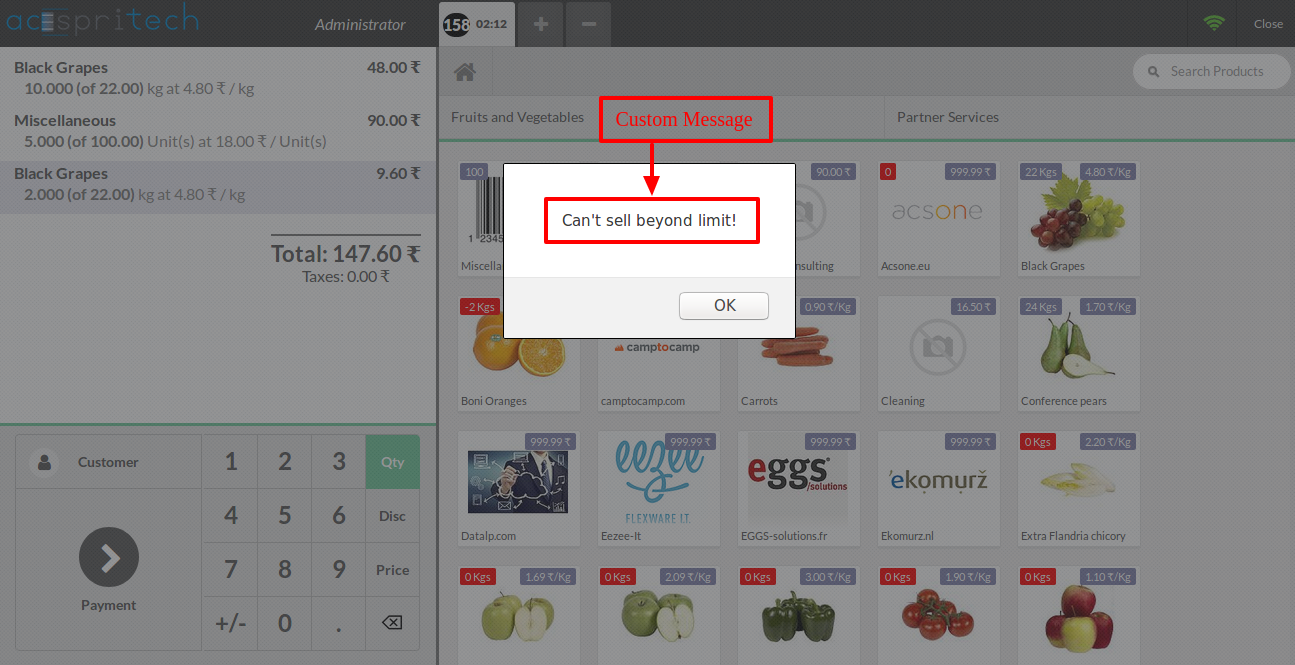 acespritech
Administrator
158 02:12
+
−
Close
Black Grapes 48.00 ₹
10.000 (of 22.00) kg at 4.80 ₹ / kg
Miscellaneous 90.00 ₹
5.000 (of 100.00) Unit(s) at 18.00 ₹ / Unit(s)
Black Grapes 9.60 ₹
2.000 (of 22.00) kg at 4.80 ₹ / kg
Total: 147.60 ₹
Taxes: 0.00 ₹
Customer
Payment
1 2 3 Qty
4 5 6 Disc
7 8 9 Price
+/- 0 .
Search Products
Fruits and Vegetables
Custom Message
Partner Services
Can't sell beyond limit!
OK
100
1 2345
Miscella
90.00 ₹
nsulting
0 999.99 ₹
acsone
Acsone.eu
22 Kgs 4.80 ₹/Kg
Black Grapes
-2 Kgs
Boni Oranges
camptocamp
camptocamp.com
0.90 ₹/Kg
Carrots
16.50 ₹
Cleaning
24 Kgs 1.70 ₹/Kg
Conference pears
999.99 ₹
Datalp.com
999.99 ₹
eezee
FLEXWARE I.T.
Eezee-It
999.99 ₹
eggs
/solutions
EGGS-solutions.fr
999.99 ₹
'ekomurž
Ekomurz.nl
0 Kgs 2.20 ₹/Kg
Extra Flandria chicory
0 Kgs 1.69 ₹/Kg
0 Kgs 2.09 ₹/Kg
0 Kgs 3.00 ₹/Kg
0 Kgs 1.90 ₹/Kg
0 Kgs 1.10 ₹/Kg